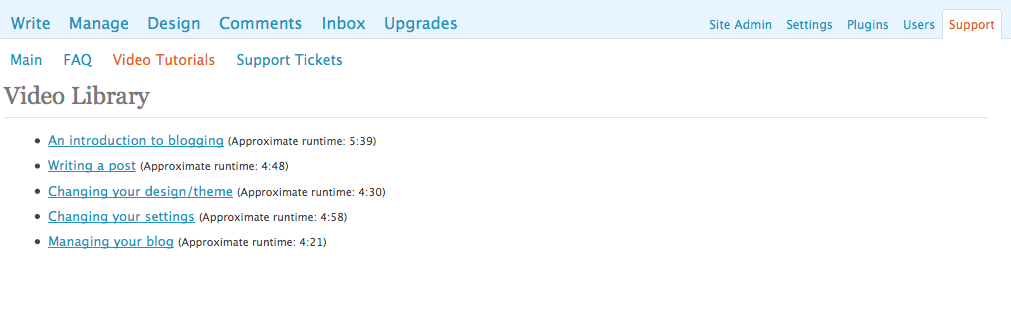 Write Manage Design Comments Inbox Upgrades Site Admin Settings Plugins Users Support
Main FAQ Video Tutorials Support Tickets
Video Library
• An introduction to blogging (Approximate runtime: 5:39)
• Writing a post (Approximate runtime: 4:48)
• Changing your design/theme (Approximate runtime: 4:30)
• Changing your settings (Approximate runtime: 4:58)
• Managing your blog (Approximate runtime: 4:21)